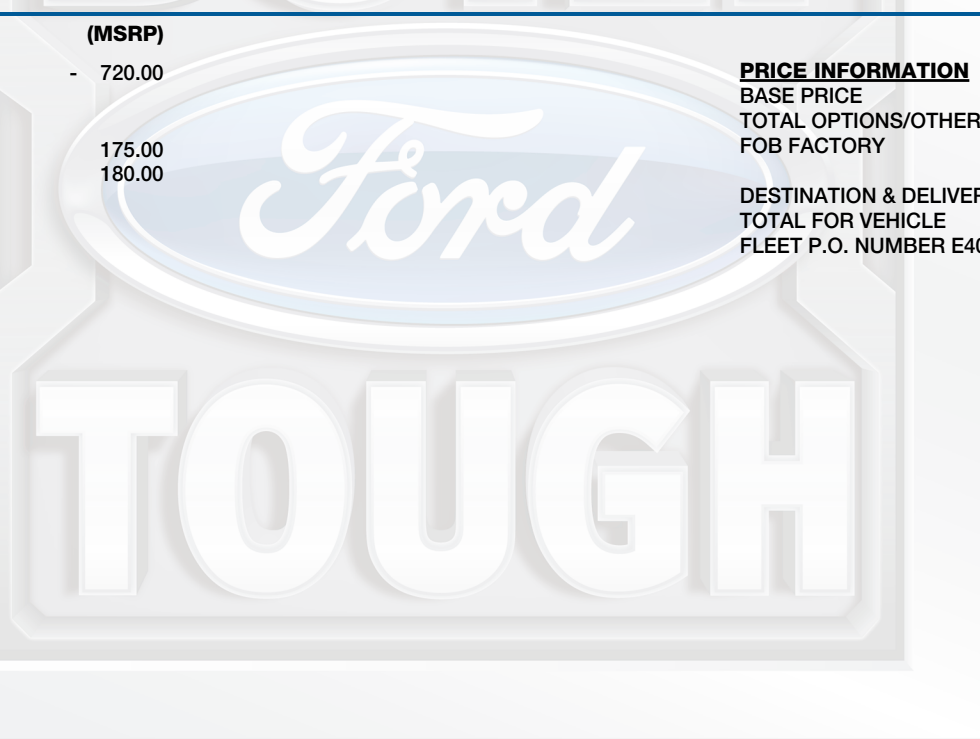 (MSRP)
- 720.00
175.00
180.00
PRICE INFORMATION
BASE PRICE
TOTAL OPTIONS/OTHER
FOB FACTORY
DESTINATION & DELIVER
TOTAL FOR VEHICLE
FLEET P.O. NUMBER E40
Ford
TOUGH